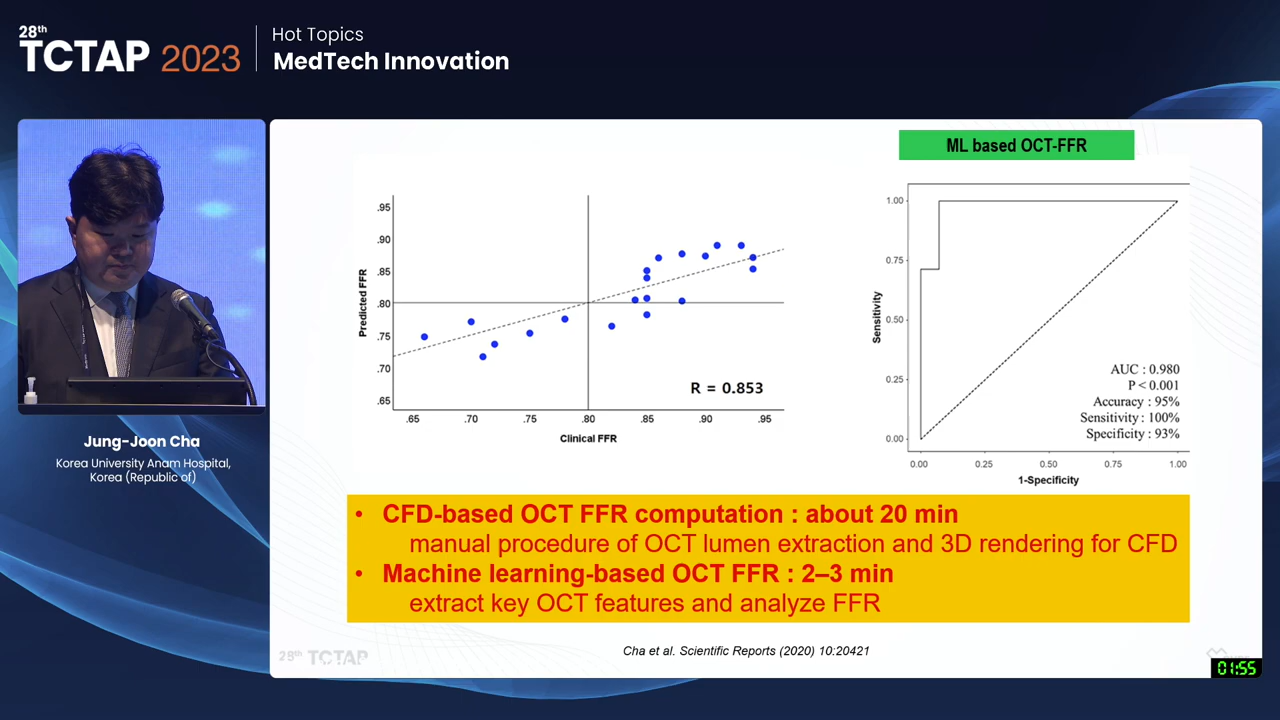 28th
TCTAP 2023
Hot Topics
MedTech Innovation
Jung-Joon Cha
Korea University Anam Hospital,
Korea (Republic of)
ML based OCT-FFR
.95
.90
.85
.80
.75
.70
.65
Predicted FFR
.65 .70 .75 .80 .85 .90 .95
Clinical FFR
R = 0.853
1.00
0.75
0.50
0.25
0.00
Sensitivity
0.00 0.25 0.50 0.75 1.00
1-Specificity
AUC : 0.980
P < 0.001
Accuracy : 95%
Sensitivity : 100%
Specificity : 93%
• CFD-based OCT FFR computation : about 20 min
manual procedure of OCT lumen extraction and 3D rendering for CFD
• Machine learning-based OCT FFR : 2–3 min
extract key OCT features and analyze FFR
Cha et al. Scientific Reports (2020) 10:20421
28th TCTAP
01:55